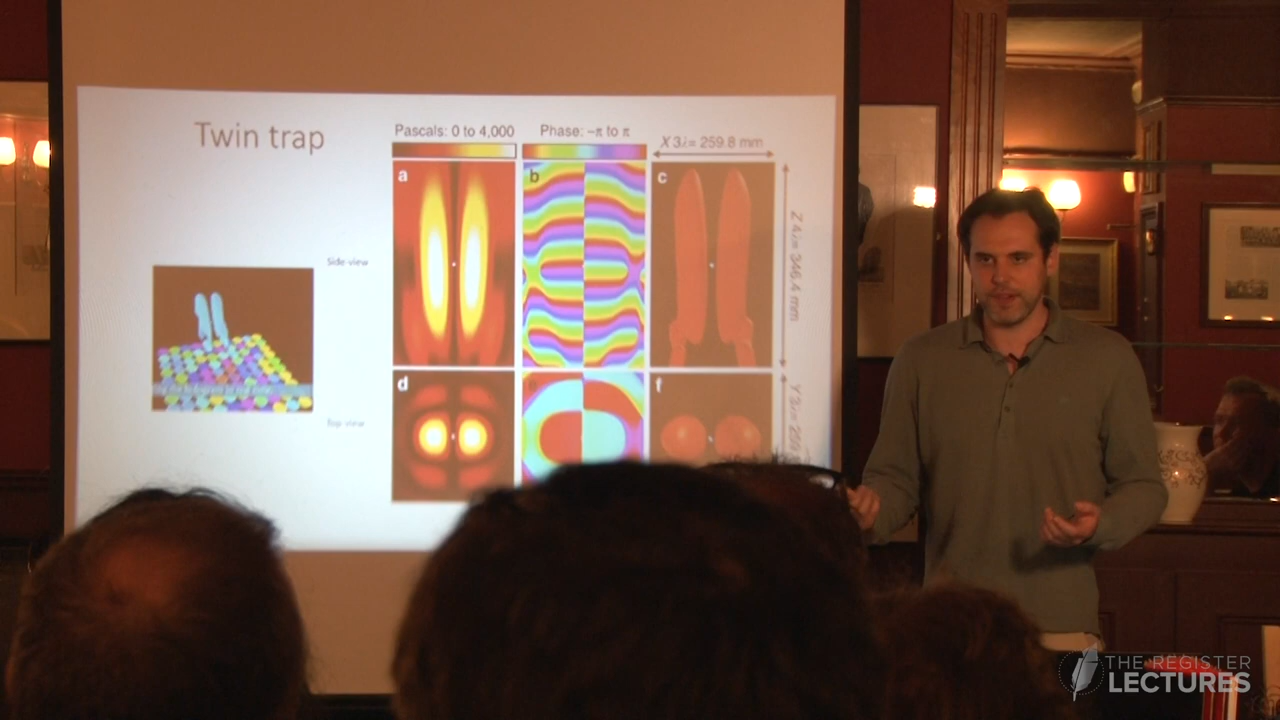 Twin trap
Pascals: 0 to 4,000
Phase: –π to π
X 3λ= 259.8 mm
a
b
c
Side-view
Z 4λ= 346.4 mm
d
e
f
Top-view
THE REGISTER
LECTURES